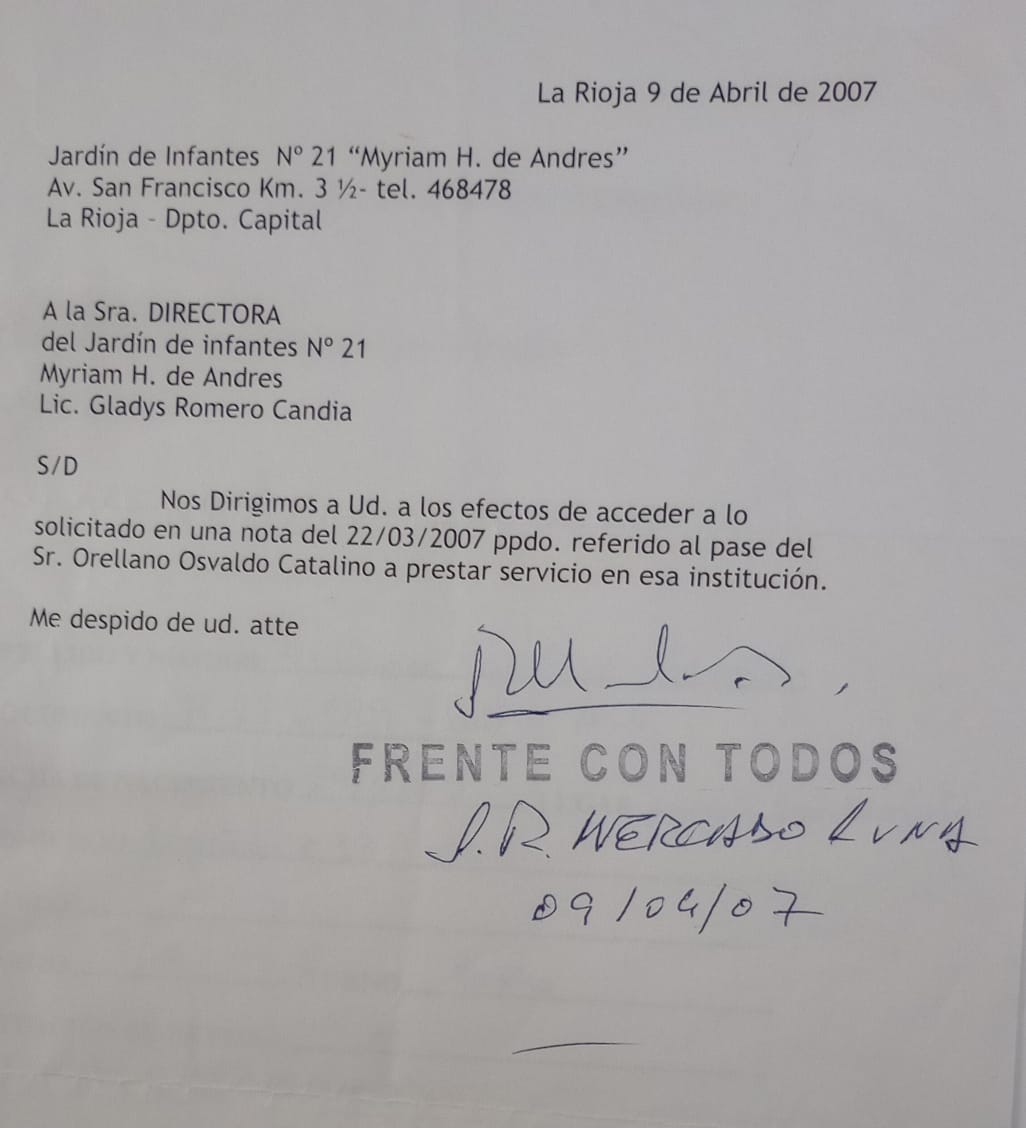 La Rioja 9 de Abril de 2007
Jardín de Infantes Nº 21 “Myriam H. de Andres”
Av. San Francisco Km. 3 ½- tel. 468478
La Rioja - Dpto. Capital
A la Sra. DIRECTORA
del Jardín de infantes Nº 21
Myriam H. de Andres
Lic. Gladys Romero Candia
S/D
Nos Dirigimos a Ud. a los efectos de acceder a lo
solicitado en una nota del 22/03/2007 ppdo. referido al pase del
Sr. Orellano Osvaldo Catalino a prestar servicio en esa institución.
Me despido de ud. atte
FRENTE CON TODOS
J.R. MERCADO LUNA
09/04/07